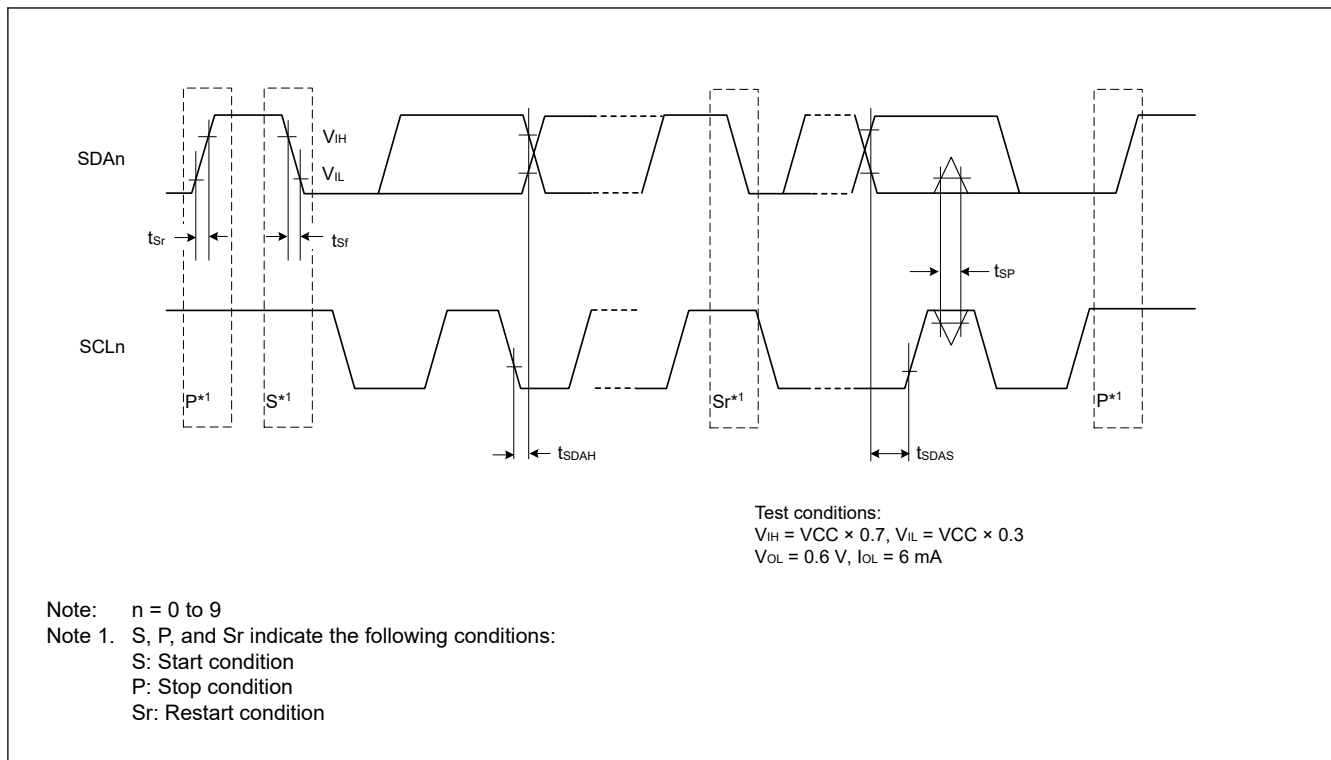 SDAn
VIH
VIL
tSr
tSf
tSP
SCLn
P*1
S*1
Sr*1
P*1
tSDAH
tSDAS
Test conditions:
VIH = VCC × 0.7, VIL = VCC × 0.3
VOL = 0.6 V, IOL = 6 mA
Note: n = 0 to 9
Note 1. S, P, and Sr indicate the following conditions:
S: Start condition
P: Stop condition
Sr: Restart condition